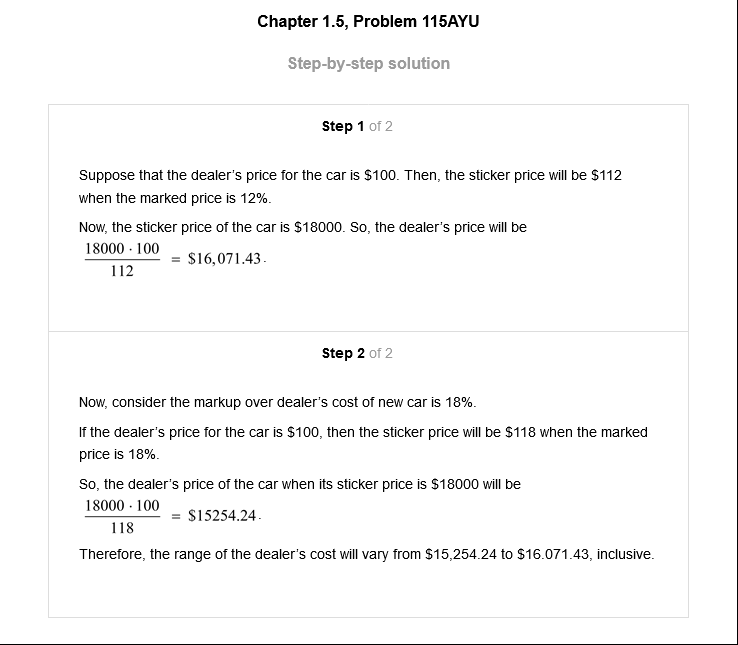 Chapter 1.5, Problem 115AYU
Step-by-step solution
Step 1 of 2
Suppose that the dealer's price for the car is $100. Then, the sticker price will be $112
when the marked price is 12%.
Now, the sticker price of the car is $18000. So, the dealer's price will be
18000 · 100
= $16,071.43.
112
Step 2 of 2
Now, consider the markup over dealer's cost of new car is 18%.
If the dealer's price for the car is $100, then the sticker price will be $118 when the marked
price is 18%.
So, the dealer's price of the car when its sticker price is $18000 will be
18000 · 100
= $15254.24.
118
Therefore, the range of the dealer's cost will vary from $15,254.24 to $16.071.43, inclusive.